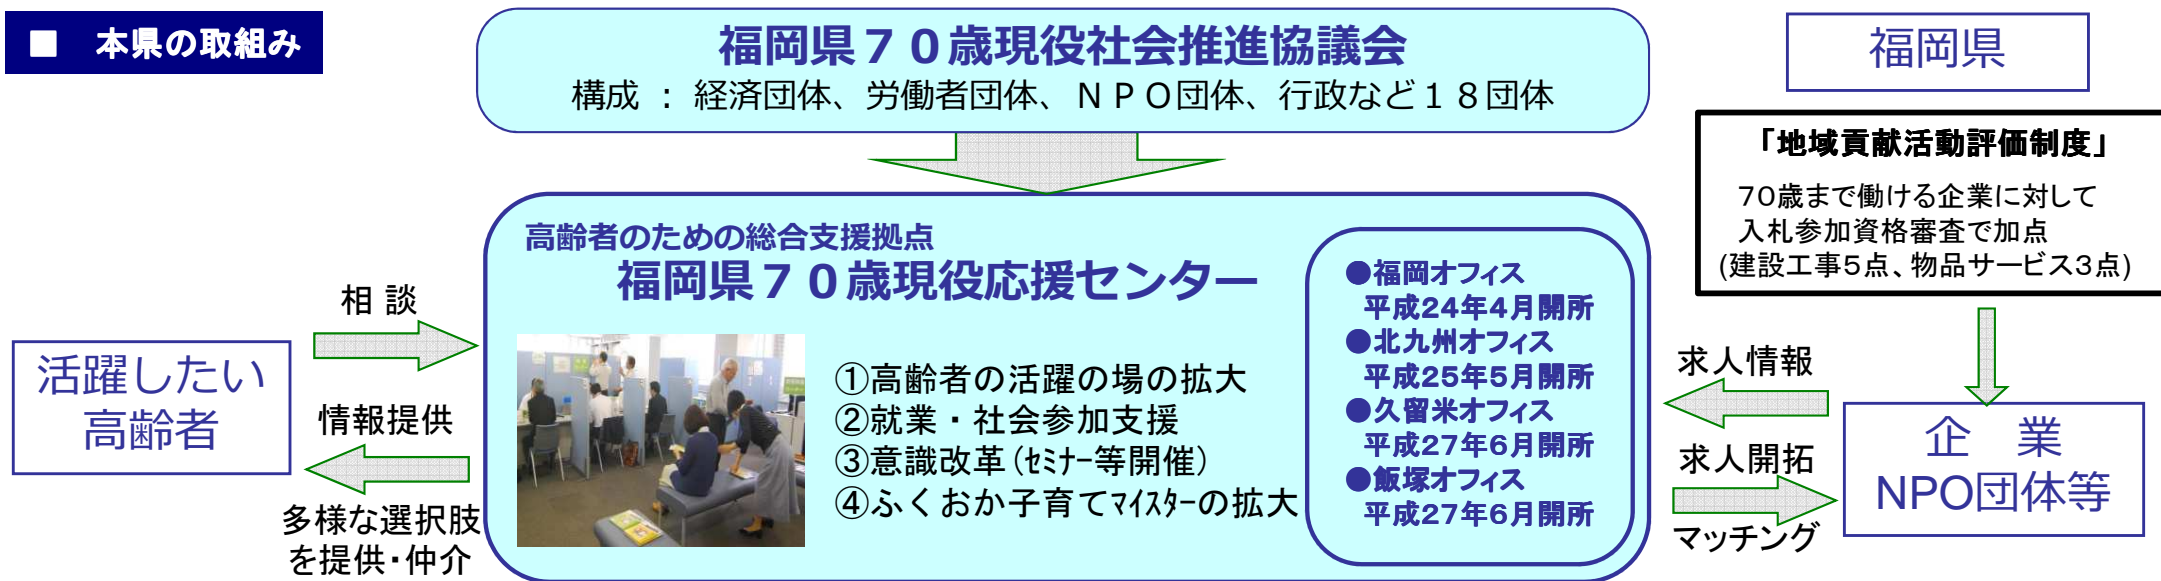 ■　本県の取組み
福岡県７０歳現役社会推進協議会
構成 ： 経済団体、労働者団体、ＮＰＯ団体、行政など１８団体
福岡県
「地域貢献活動評価制度」
70歳まで働ける企業に対して
入札参加資格審査で加点
(建設工事5点、物品サービス3点)
高齢者のための総合支援拠点
福岡県７０歳現役応援センター
①高齢者の活躍の場の拡大
②就業・社会参加支援
③意識改革(ｾﾐﾅｰ等開催)
④ふくおか子育てﾏｲｽﾀｰの拡大
●福岡オフィス
平成24年4月開所
●北九州オフィス
平成25年5月開所
●久留米オフィス
平成27年6月開所
●飯塚オフィス
平成27年6月開所
相 談
活躍したい
高齢者
情報提供
多様な選択肢
を提供・仲介
求人情報
求人開拓
マッチング
企　業
NPO団体等